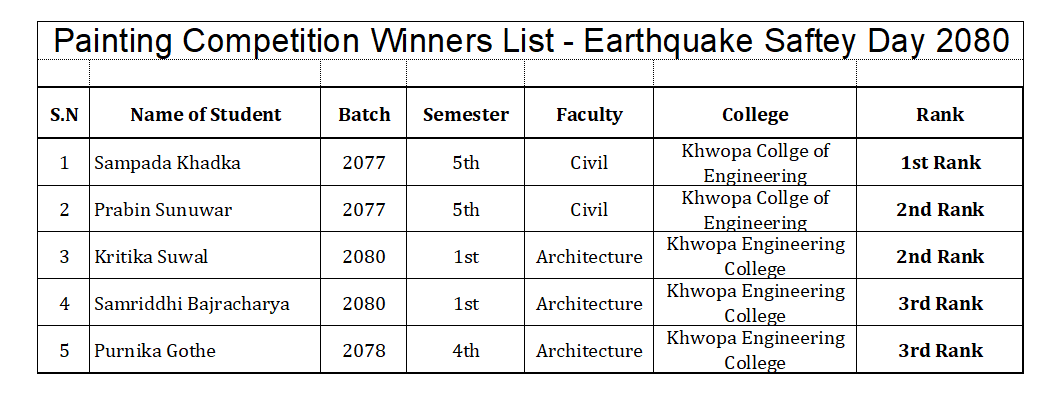 Painting Competition Winners List - Earthquake Saftey Day 2080
S.N Name of Student Batch Semester Faculty College Rank
1 Sampada Khadka 2077 5th Civil Khwopa Collge of Engineering 1st Rank
2 Prabin Sunuwar 2077 5th Civil Khwopa Collge of Engineering 2nd Rank
3 Kritika Suwal 2080 1st Architecture Khwopa Engineering College 2nd Rank
4 Samriddhi Bajracharya 2080 1st Architecture Khwopa Engineering College 3rd Rank
5 Purnika Gothe 2078 4th Architecture Khwopa Engineering College 3rd Rank